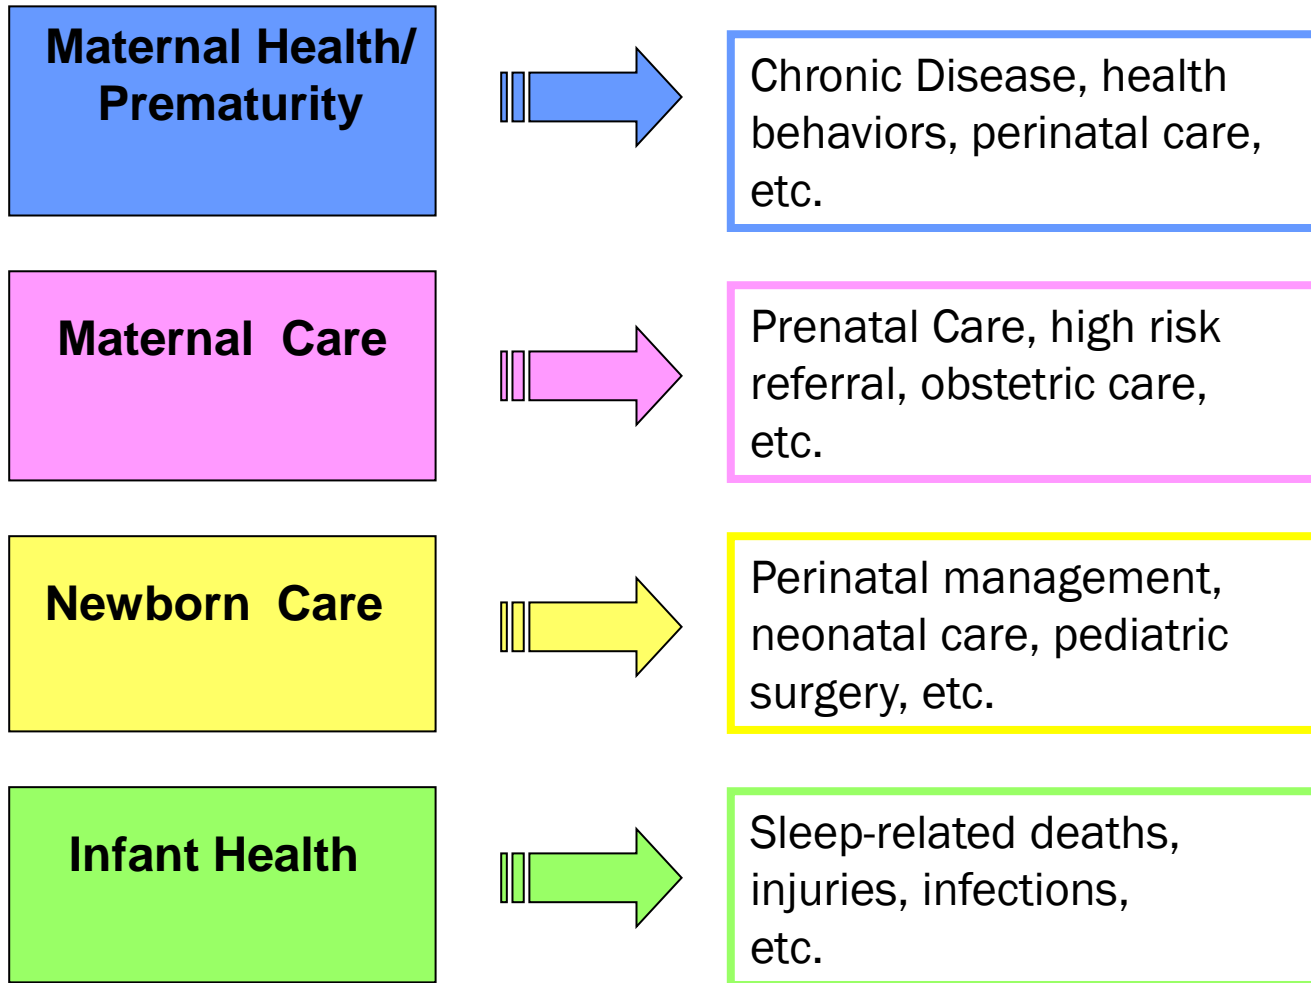 Maternal Health/
Prematurity
Chronic Disease, health
behaviors, perinatal care,
etc.
Maternal  Care
Prenatal Care, high risk
referral, obstetric care,
etc.
Newborn  Care
Perinatal management,
neonatal care, pediatric
surgery, etc.
Infant Health
Sleep-related deaths,
injuries, infections,
etc.